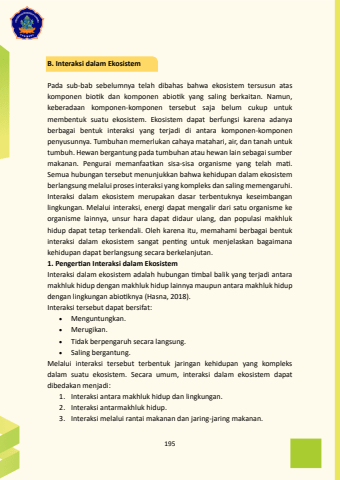 B. Interaksi dalam Ekosistem
Pada sub-bab sebelumnya telah dibahas bahwa ekosistem tersusun atas
komponen biotik dan komponen abiotik yang saling berkaitan. Namun,
keberadaan komponen-komponen tersebut saja belum cukup untuk
membentuk suatu ekosistem. Ekosistem dapat berfungsi karena adanya
berbagai bentuk interaksi yang terjadi di antara komponen-komponen
penyusunnya. Tumbuhan memerlukan cahaya matahari, air, dan tanah untuk
tumbuh. Hewan bergantung pada tumbuhan atau hewan lain sebagai sumber
makanan. Pengurai memanfaatkan sisa-sisa organisme yang telah mati.
Semua hubungan tersebut menunjukkan bahwa kehidupan dalam ekosistem
berlangsung melalui proses interaksi yang kompleks dan saling memengaruhi.
Interaksi dalam ekosistem merupakan dasar terbentuknya keseimbangan
lingkungan. Melalui interaksi, energi dapat mengalir dari satu organisme ke
organisme lainnya, unsur hara dapat didaur ulang, dan populasi makhluk
hidup dapat tetap terkendali. Oleh karena itu, memahami berbagai bentuk
interaksi dalam ekosistem sangat penting untuk menjelaskan bagaimana
kehidupan dapat berlangsung secara berkelanjutan.
1. Pengertian Interaksi dalam Ekosistem
Interaksi dalam ekosistem adalah hubungan timbal balik yang terjadi antara
makhluk hidup dengan makhluk hidup lainnya maupun antara makhluk hidup
dengan lingkungan abiotiknya (Hasna, 2018).
Interaksi tersebut dapat bersifat:
• Menguntungkan.
• Merugikan.
• Tidak berpengaruh secara langsung.
• Saling bergantung.
Melalui interaksi tersebut terbentuk jaringan kehidupan yang kompleks
dalam suatu ekosistem. Secara umum, interaksi dalam ekosistem dapat
dibedakan menjadi:
1. Interaksi antara makhluk hidup dan lingkungan.
2. Interaksi antarmakhluk hidup.
3. Interaksi melalui rantai makanan dan jaring-jaring makanan.
195